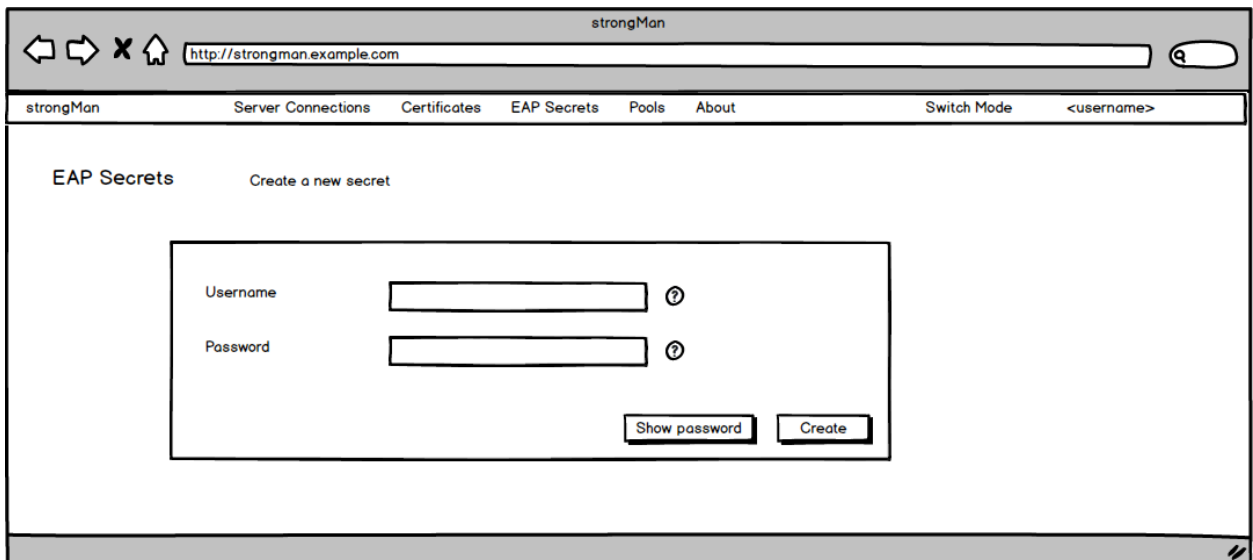 strongMan
http://strongman.example.com
strongMan Server Connections Certificates EAP Secrets Pools About Switch Mode <username>
EAP Secrets Create a new secret
Username ?
Password ?
Show password Create